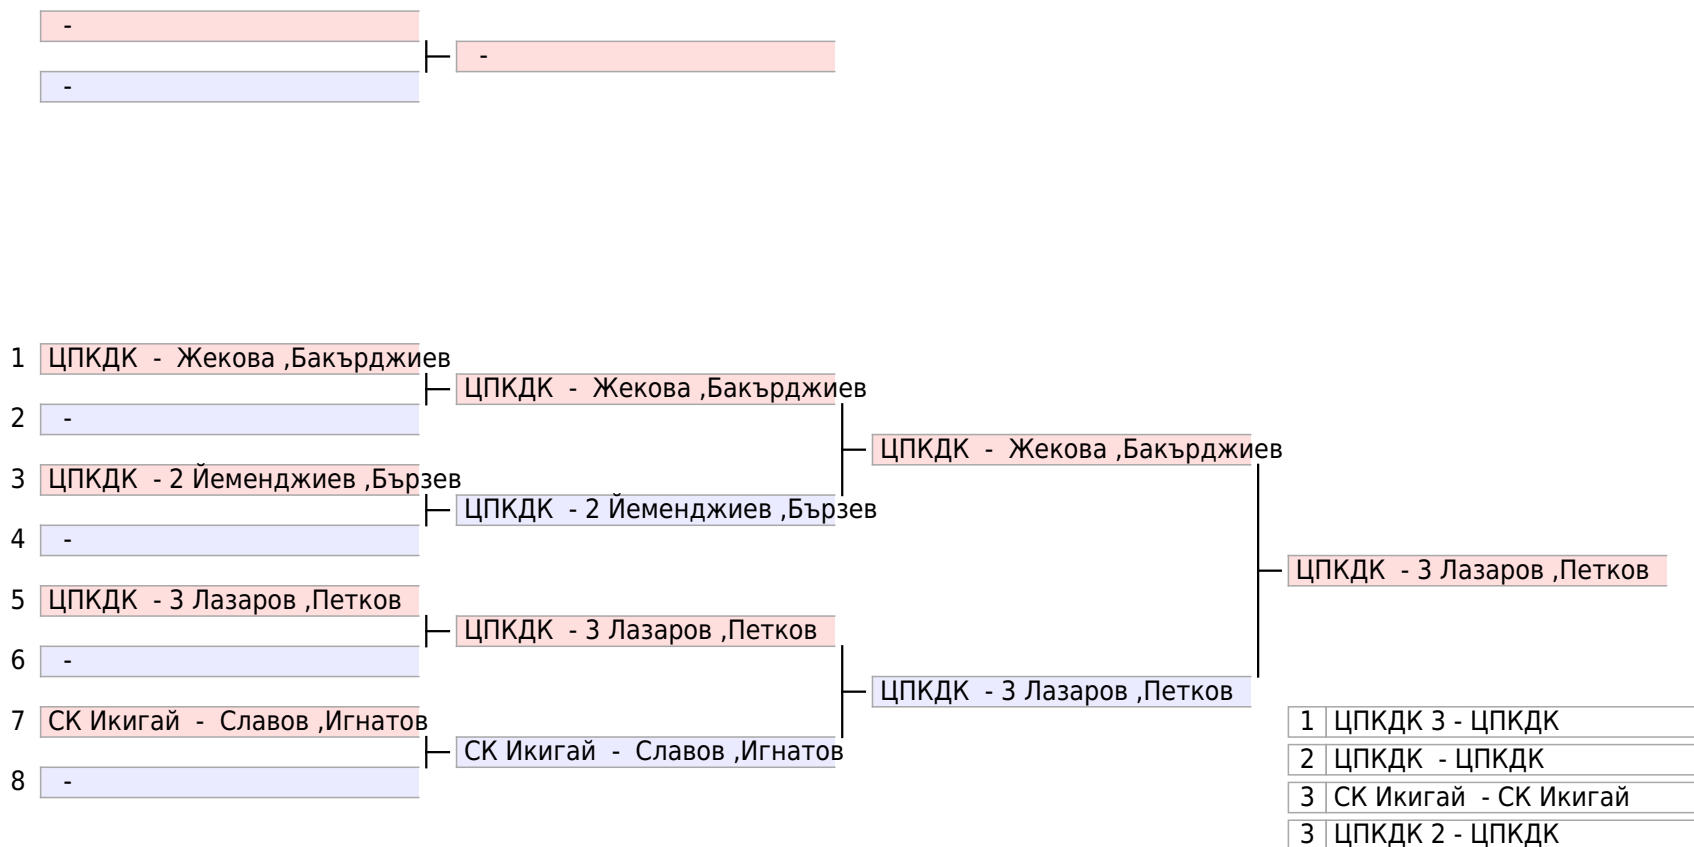 -
-
-
1 ЦПКДК - Жекова ,Бакърджиев
ЦПКДК - Жекова ,Бакърджиев
2 -
ЦПКДК - Жекова ,Бакърджиев
3 ЦПКДК - 2 Йеменджиев ,Бързев
ЦПКДК - 2 Йеменджиев ,Бързев
4 -
ЦПКДК - 3 Лазаров ,Петков
5 ЦПКДК - 3 Лазаров ,Петков
ЦПКДК - 3 Лазаров ,Петков
6 -
ЦПКДК - 3 Лазаров ,Петков
7 СК Икигай - Славов ,Игнатов
СК Икигай - Славов ,Игнатов
8 -
1 ЦПКДК 3 - ЦПКДК
2 ЦПКДК - ЦПКДК
3 СК Икигай - СК Икигай
3 ЦПКДК 2 - ЦПКДК